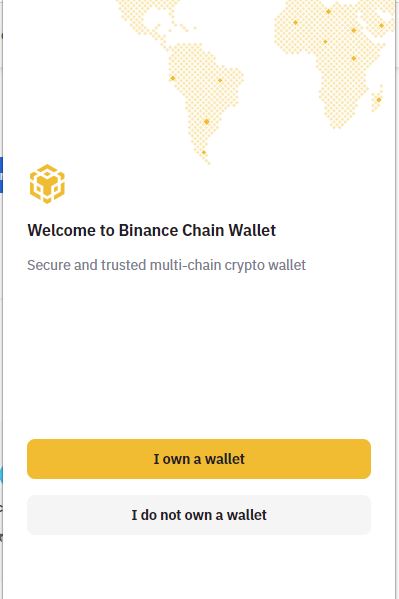 Welcome to Binance Chain Wallet
Secure and trusted multi-chain crypto wallet
I own a wallet
I do not own a wallet